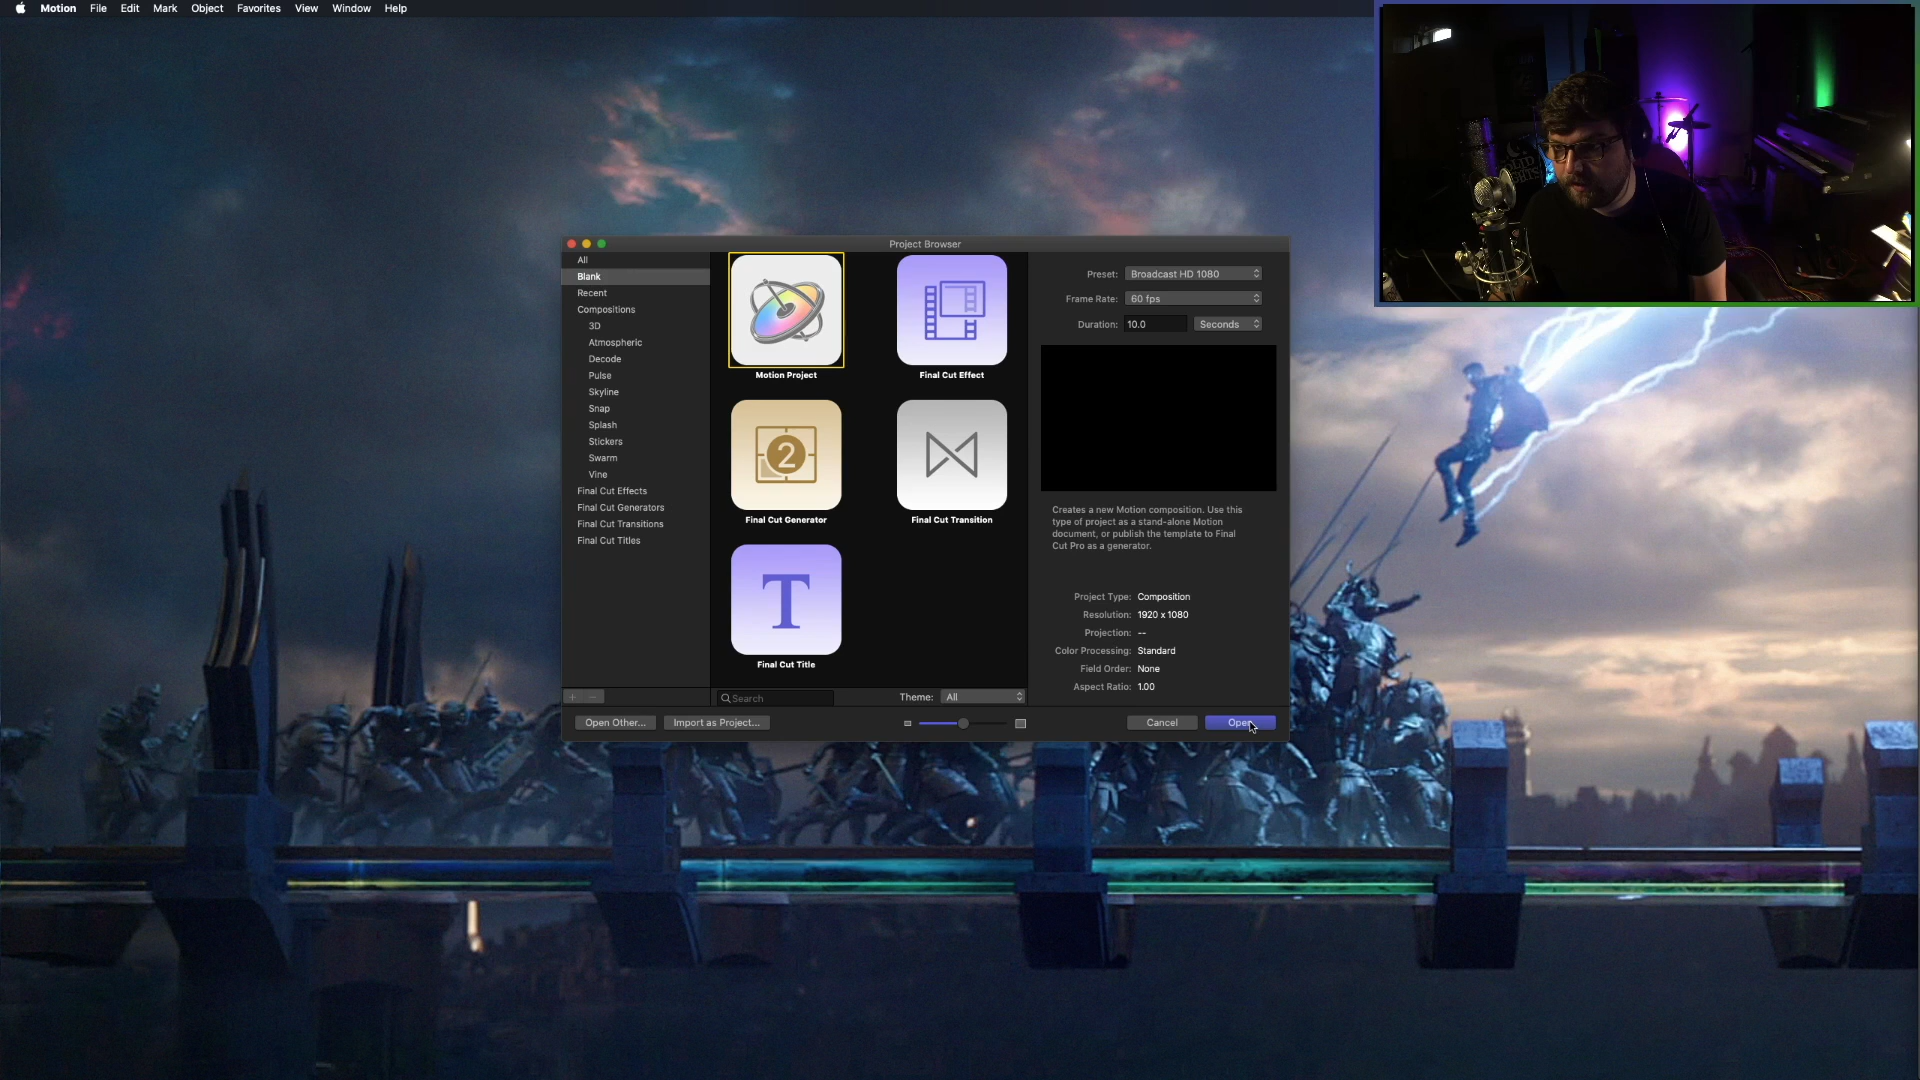 Motion File Edit Mark Object Favorites View Window Help
Project Browser
All
Blank
Recent
Compositions
3D
Atmospheric
Decode
Pulse
Skyline
Snap
Splash
Stickers
Swarm
Vine
Final Cut Effects
Final Cut Generators
Final Cut Transitions
Final Cut Titles
Motion Project
Final Cut Effect
2
Final Cut Generator
Final Cut Transition
T
Final Cut Title
Preset: Broadcast HD 1080
Frame Rate: 60 fps
Duration: 10.0 Seconds
Creates a new Motion composition. Use this
type of project as a stand-alone Motion
document, or publish the template to Final
Cut Pro as a generator.
Project Type: Composition
Resolution: 1920 x 1080
Projection: --
Color Processing: Standard
Field Order: None
Aspect Ratio: 1.00
+ −
Search
Theme: All
Open Other... Import as Project...
Cancel Open